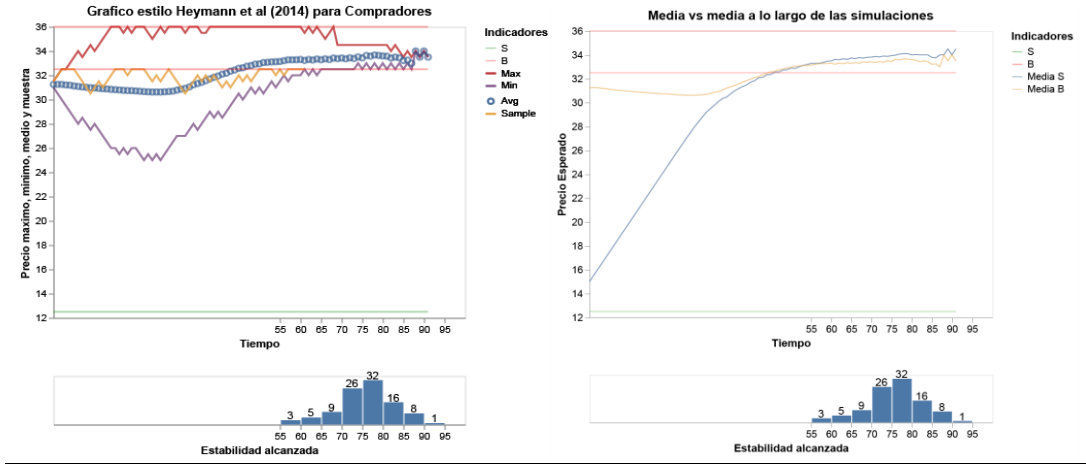 Grafico estilo Heymann et al (2014) para Compradores
36
34
32
30
28
26
24
22
20
18
16
14
12
Precio maximo, minimo, medio y muestra
55 60 65 70 75 80 85 90 95
Tiempo
Indicadores
S
B
Max
Min
Avg
Sample
3 5 9 26 32 16 8 1
55 60 65 70 75 80 85 90 95
Estabilidad alcanzada
Media vs media a lo largo de las simulaciones
36
34
32
30
28
26
24
22
20
18
16
14
12
Precio Esperado
55 60 65 70 75 80 85 90 95
Tiempo
Indicadores
S
B
Media S
Media B
3 5 9 26 32 16 8 1
55 60 65 70 75 80 85 90 95
Estabilidad alcanzada